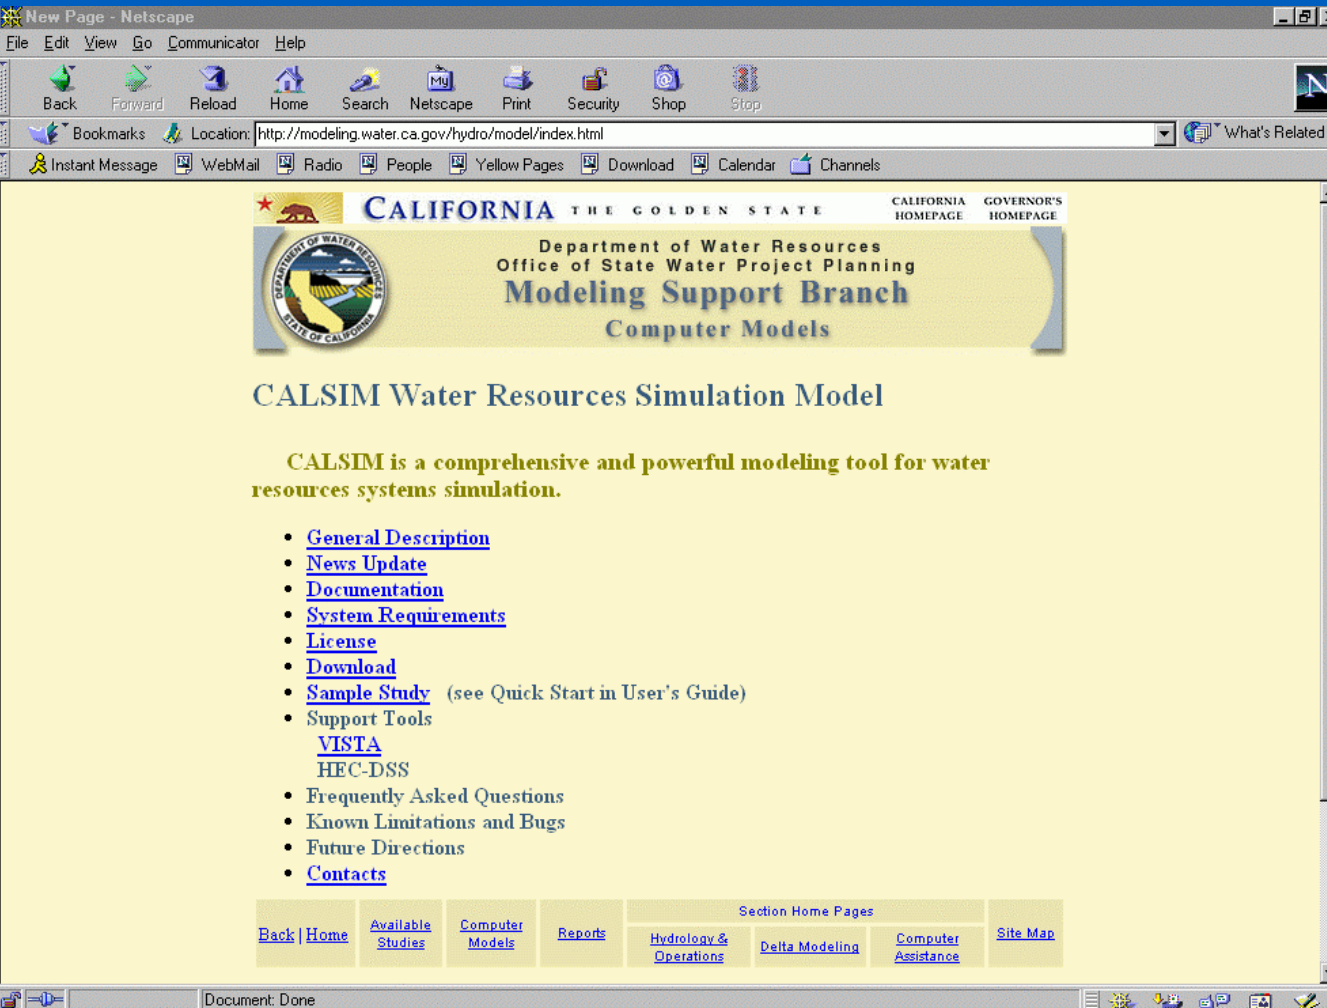 New Page - Netscape
File Edit View Go Communicator Help
My
Back Forward Reload Home Search Netscape Print Security Shop Stop
N
Bookmarks Location: http://modeling.water.ca.gov/hydro/model/index.html What's Related
Instant Message WebMail Radio People Yellow Pages Download Calendar Channels
CALIFORNIA THE GOLDEN STATE
CALIFORNIA HOMEPAGE
GOVERNOR'S HOMEPAGE
DEPARTMENT OF WATER RESOURCES
STATE OF CALIFORNIA
Department of Water Resources
Office of State Water Project Planning
Modeling Support Branch
Computer Models
CALSIM Water Resources Simulation Model
CALSIM is a comprehensive and powerful modeling tool for water
resources systems simulation.
General Description
News Update
Documentation
System Requirements
License
Download
Sample Study (see Quick Start in User's Guide)
Support Tools
VISTA
HEC-DSS
Frequently Asked Questions
Known Limitations and Bugs
Future Directions
Contacts
Back | Home
Available
Studies
Computer
Models
Reports
Section Home Pages
Hydrology &
Operations
Delta Modeling
Computer
Assistance
Site Map
Document: Done